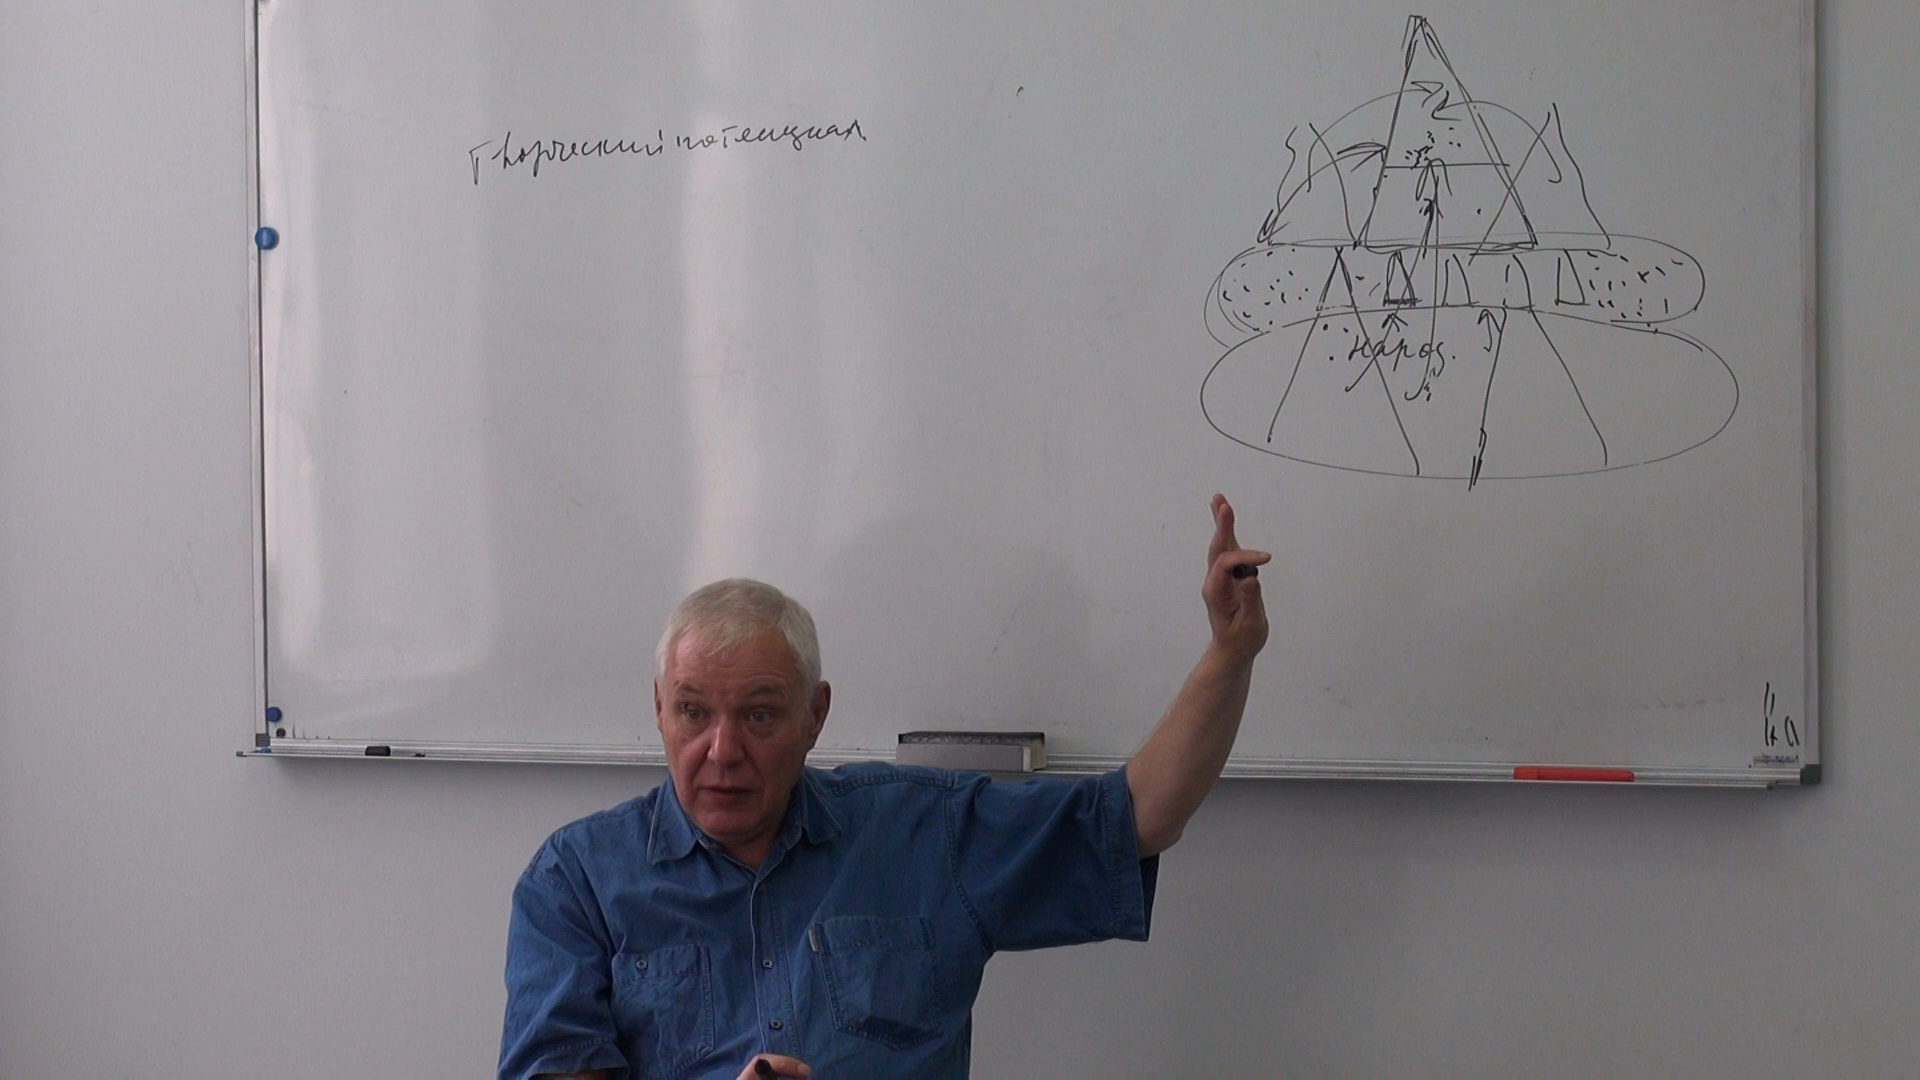 Творческий потенциал
Народ.